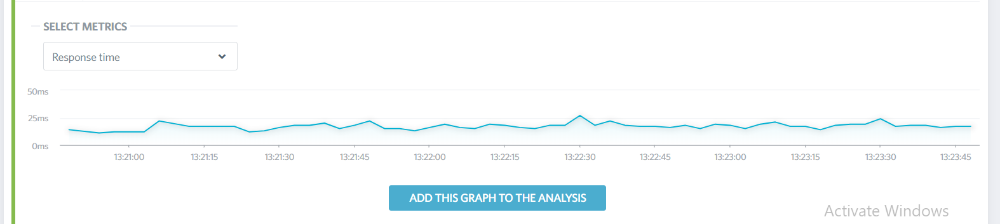 SELECT METRICS
Response time
50ms
25ms
0ms
13:21:00 13:21:15 13:21:30 13:21:45 13:22:00 13:22:15 13:22:30 13:22:45 13:23:00 13:23:15 13:23:30 13:23:45
ADD THIS GRAPH TO THE ANALYSIS
Activate Windows